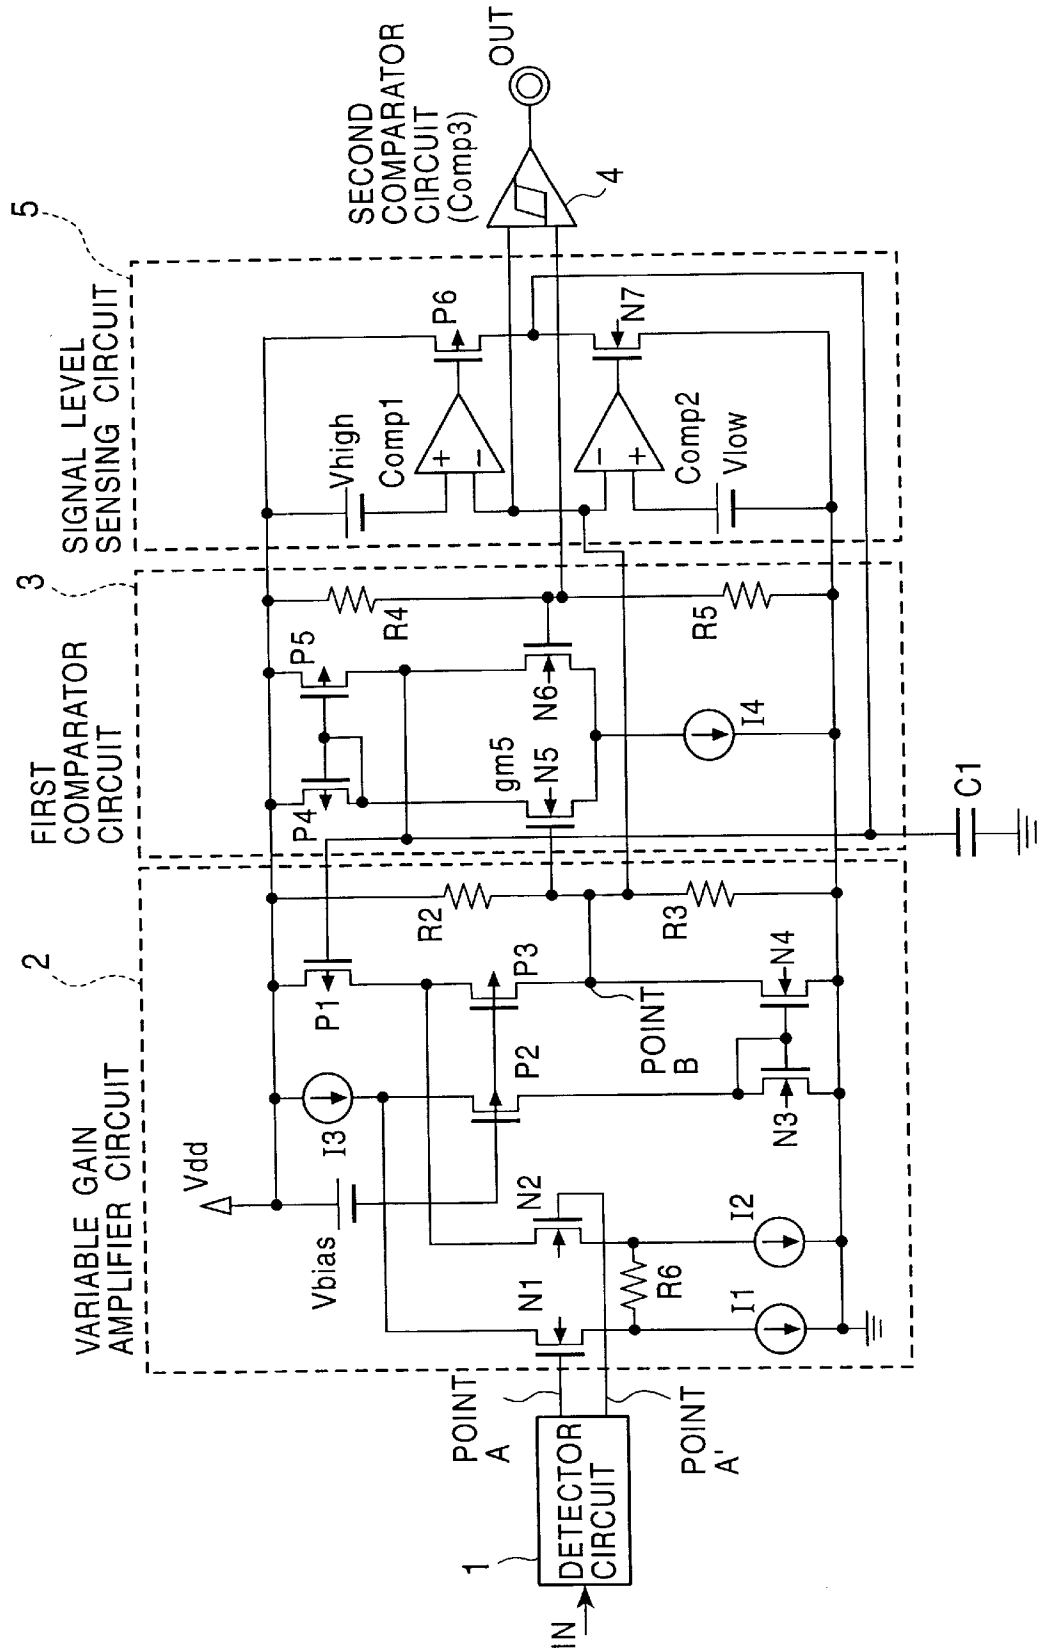 VARIABLE GAIN
AMPLIFIER CIRCUIT
2
FIRST
COMPARATOR
CIRCUIT
3
SIGNAL LEVEL
SENSING CIRCUIT
5
SECOND
COMPARATOR
CIRCUIT
(Comp3)
4
OUT
Vdd
Vbias
I3
P1
P2
P3
R2
R3
POINT
B
N1
N2
N3
N4
R6
I1
I2
POINT
A
POINT
A'
1
DETECTOR
CIRCUIT
IN
P4
P5
gm5
N5
N6
I4
R4
R5
Vhigh
Comp1
+
−
P6
Comp2
−
+
Vlow
N7
C1